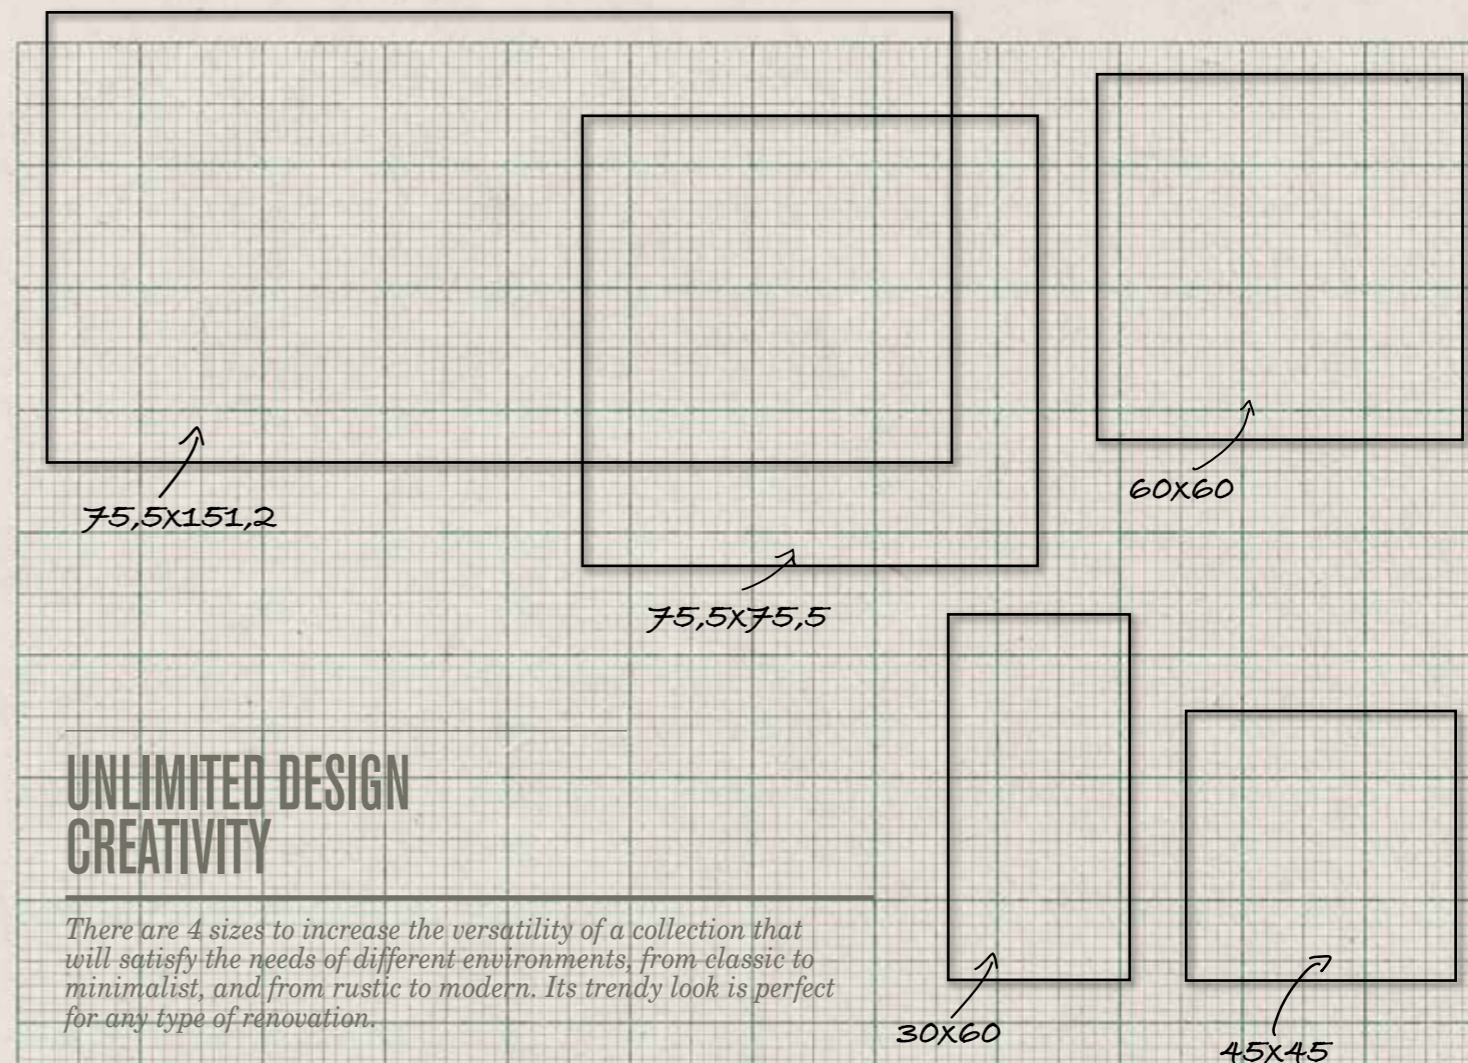 75,5x151,2
60x60
75,5x75,5
30x60
45x45
UNLIMITED DESIGN
CREATIVITY
There are 4 sizes to increase the versatility of a collection that
will satisfy the needs of different environments, from classic to
minimalist, and from rustic to modern. Its trendy look is perfect
for any type of renovation.